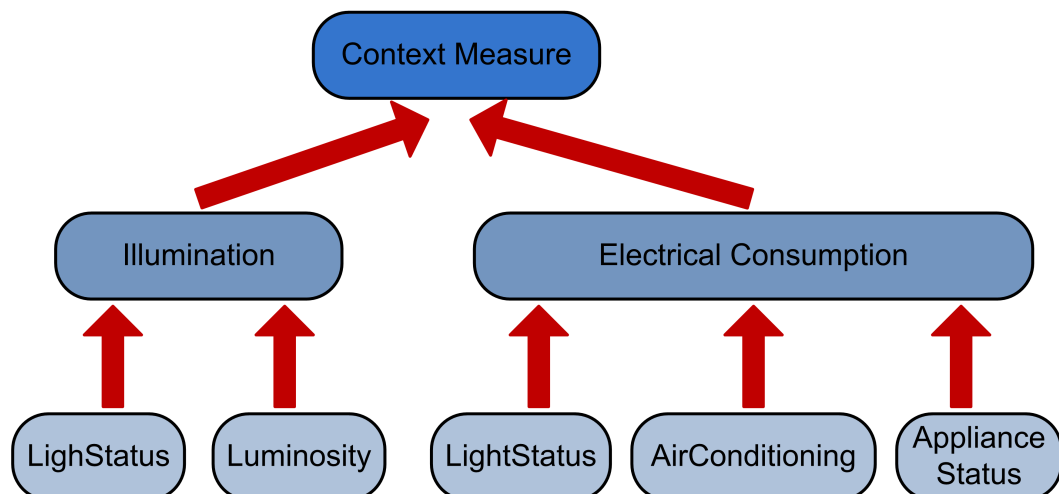 Context Measure
Illumination
Electrical Consumption
LighStatus
Luminosity
LightStatus
AirConditioning
Appliance
Status